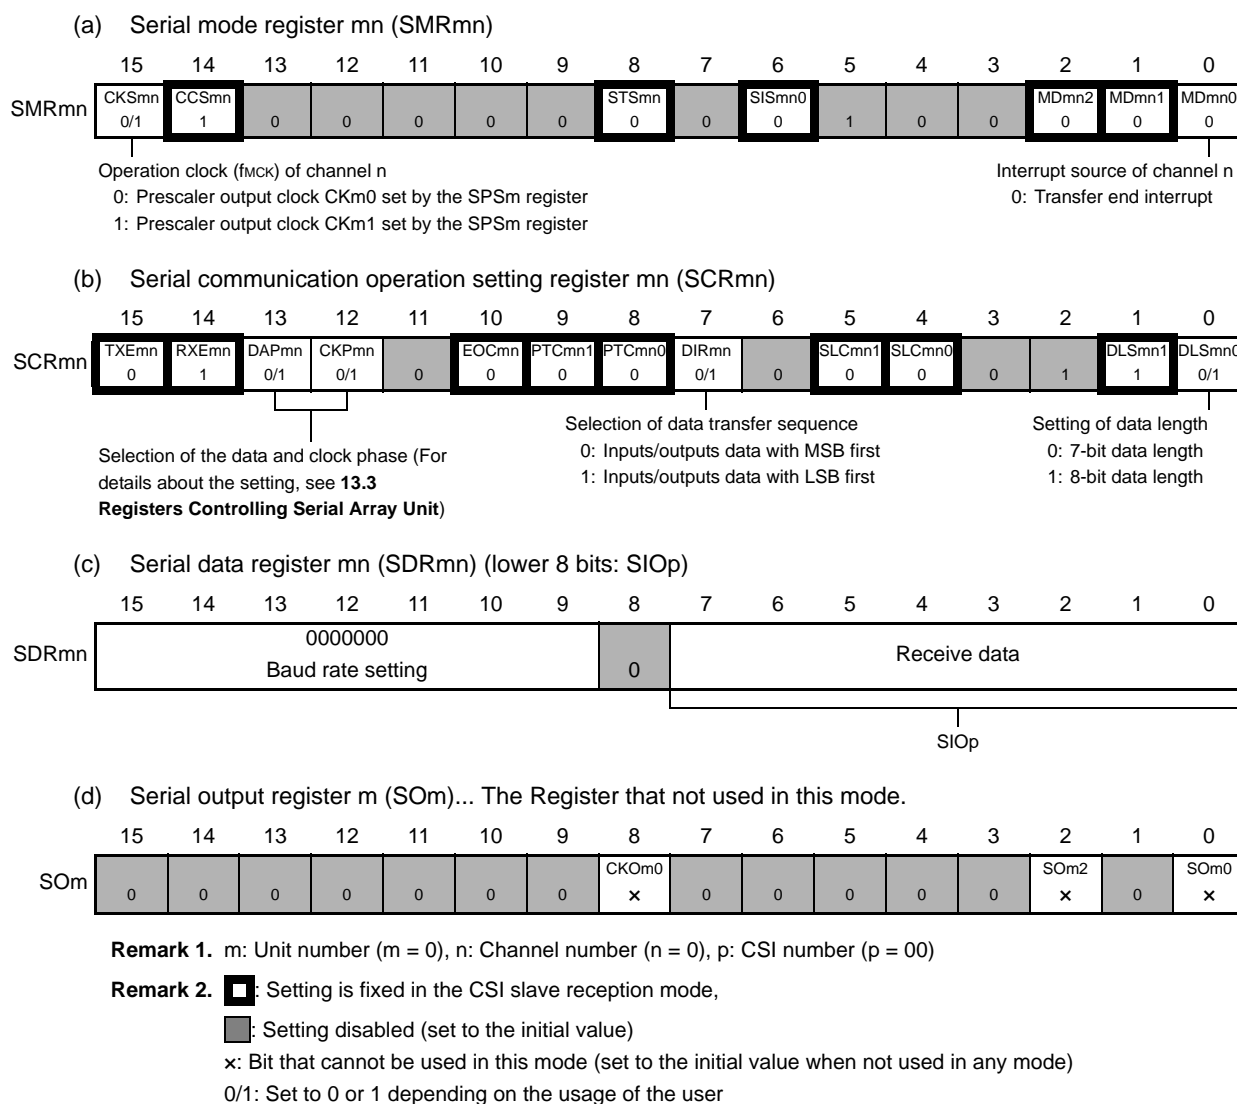 (a) Serial mode register mn (SMRmn)
15 14 13 12 11 10 9 8 7 6 5 4 3 2 1 0
CKSmn CCSmn STSmn SISmn0 MDmn2 MDmn1 MDmn0
SMRmn
0/1 1 0 0 0 0 0 0 0 0 1 0 0 0 0 0
Operation clock (fMCK) of channel n
0: Prescaler output clock CKm0 set by the SPSm register
1: Prescaler output clock CKm1 set by the SPSm register
Interrupt source of channel n
0: Transfer end interrupt
(b) Serial communication operation setting register mn (SCRmn)
15 14 13 12 11 10 9 8 7 6 5 4 3 2 1 0
TXEmn RXEmn DAPmn CKPmn EOCmn PTCmn1 PTCmn0 DIRmn SLCmn1 SLCmn0 DLSmn1 DLSmn0
SCRmn
0 1 0/1 0/1 0 0 0 0 0/1 0 0 0 0 1 1 0/1
Selection of the data and clock phase (For
details about the setting, see 13.3
Registers Controlling Serial Array Unit)
Selection of data transfer sequence
0: Inputs/outputs data with MSB first
1: Inputs/outputs data with LSB first
Setting of data length
0: 7-bit data length
1: 8-bit data length
(c) Serial data register mn (SDRmn) (lower 8 bits: SIOp)
15 14 13 12 11 10 9 8 7 6 5 4 3 2 1 0
SDRmn
0000000
Baud rate setting
0
Receive data
SIOp
(d) Serial output register m (SOm)... The Register that not used in this mode.
15 14 13 12 11 10 9 8 7 6 5 4 3 2 1 0
CKOm0 SOm2 SOm0
SOm
0 0 0 0 0 0 0 × 0 0 0 0 0 × 0 ×
Remark 1. m: Unit number (m = 0), n: Channel number (n = 0), p: CSI number (p = 00)
Remark 2. : Setting is fixed in the CSI slave reception mode,
: Setting disabled (set to the initial value)
×: Bit that cannot be used in this mode (set to the initial value when not used in any mode)
0/1: Set to 0 or 1 depending on the usage of the user